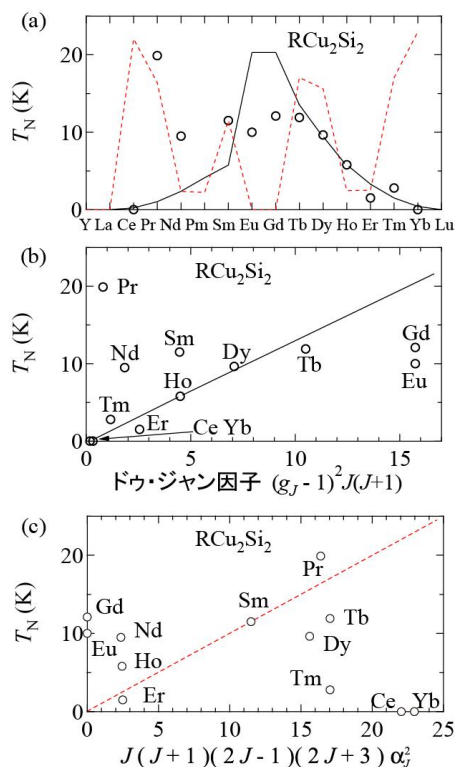 (a)
RCu₂Si₂
T_N (K)
20
10
0
Y La Ce Pr Nd Pm Sm Eu Gd Tb Dy Ho Er Tm Yb Lu
(b)
RCu₂Si₂
T_N (K)
20
10
0
Pr
Nd
Sm
Dy
Tb
Gd
Eu
Ho
Tm
Er
Ce Yb
0 5 10 15
ドゥ・ジャン因子 (g_J - 1)²J(J+1)
(c)
RCu₂Si₂
T_N (K)
20
10
0
Pr
Gd
Nd
Sm
Tb
Eu
Dy
Ho
Tm
Er
Ce Yb
0 5 10 15 20 25
J ( J + 1 ) ( 2 J - 1 ) ( 2 J + 3 ) α_J²